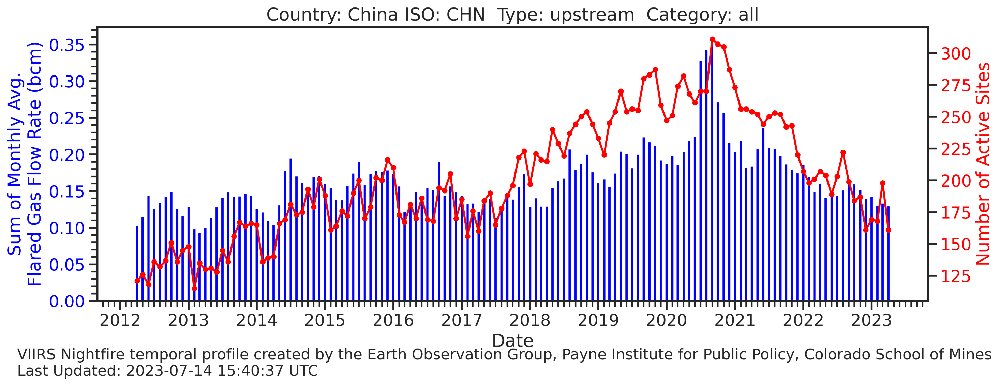 Country: China ISO: CHN  Type: upstream  Category: all
Sum of Monthly Avg.
Flared Gas Flow Rate (bcm)
0.35
0.30
0.25
0.20
0.15
0.10
0.05
0.00
300
275
250
225
200
175
150
125
Number of Active Sites
2012 2013 2014 2015 2016 2017 2018 2019 2020 2021 2022 2023
Date
VIIRS Nightfire temporal profile created by the Earth Observation Group, Payne Institute for Public Policy, Colorado School of Mines
Last Updated: 2023-07-14 15:40:37 UTC